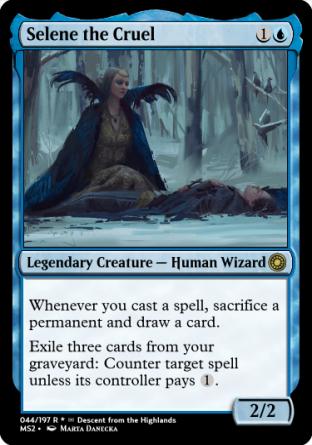 Selene the Cruel 1
Legendary Creature — Human Wizard
Whenever you cast a spell, sacrifice a
permanent and draw a card.
Exile three cards from your
graveyard: Counter target spell
unless its controller pays 1.
2/2
044/197 R * ∞ Descent from the Highlands
MS2 • Marta Danecka